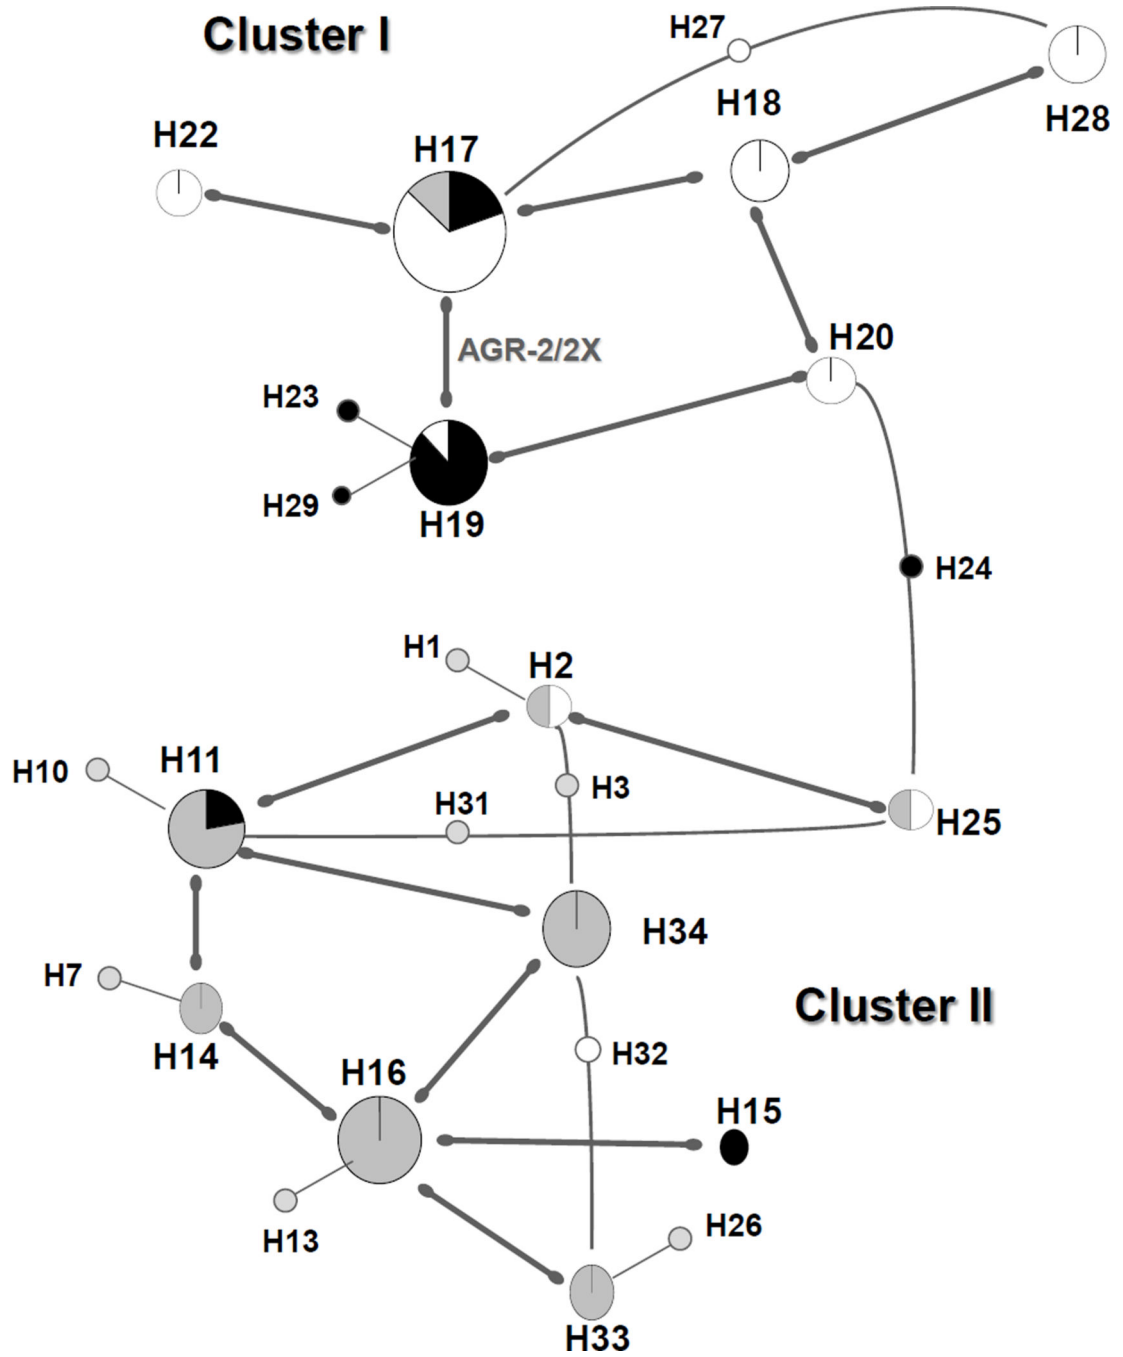 Cluster I
H27
H18
H28
H22
H17
AGR-2/2X
H20
H23
H29
H19
H24
H1
H2
H10
H11
H31
H3
H25
H34
H7
Cluster II
H14
H32
H16
H15
H13
H26
H33